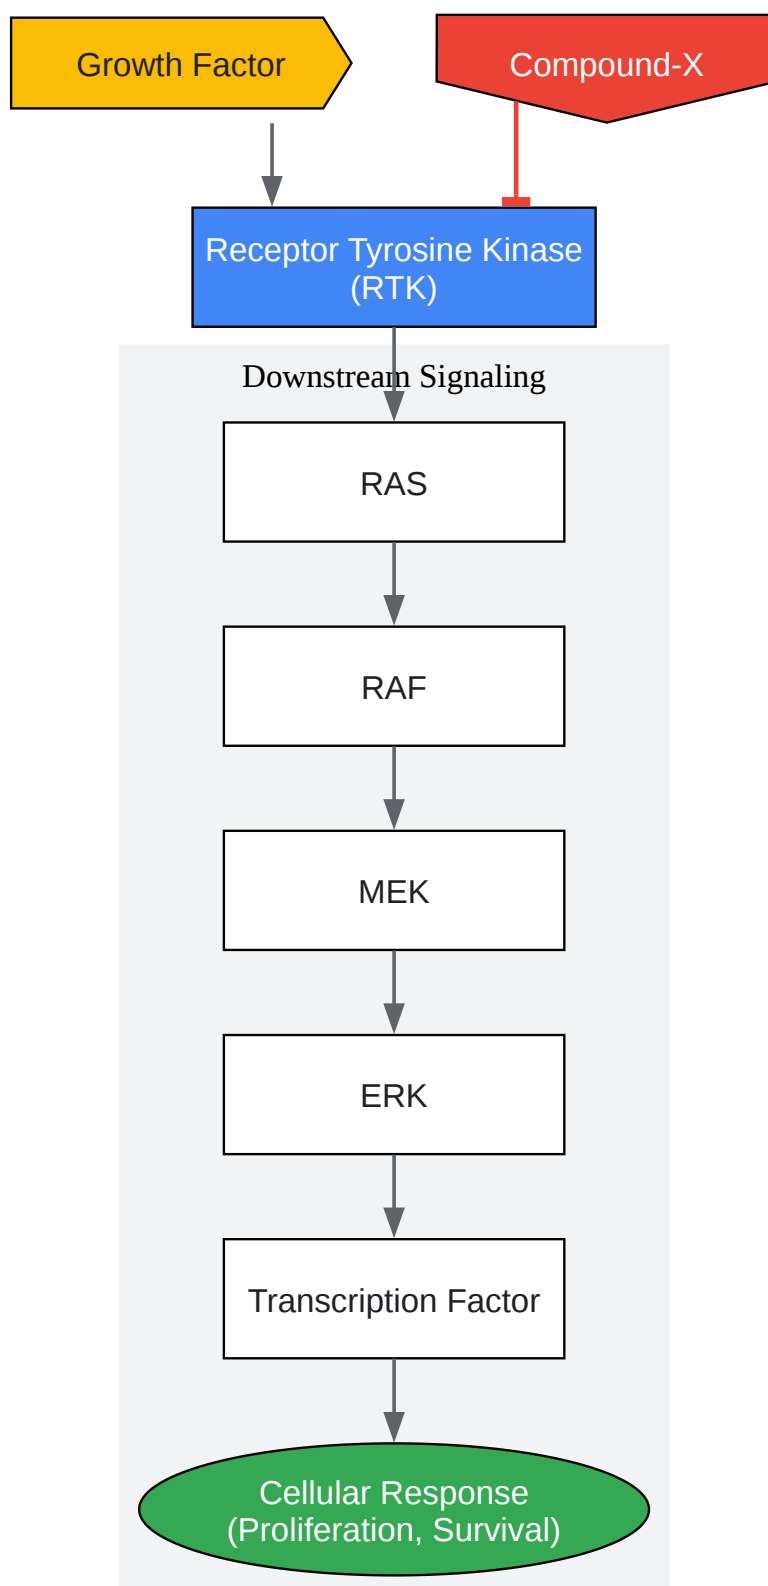 Growth Factor
Compound-X
Receptor Tyrosine Kinase
(RTK)
Downstream Signaling
RAS
RAF
MEK
ERK
Transcription Factor
Cellular Response
(Proliferation, Survival)